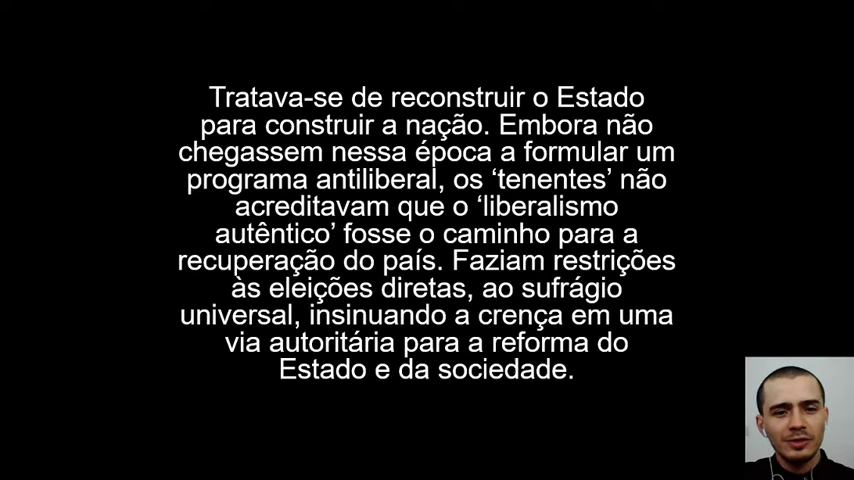 Tratava-se de reconstruir o Estado
para construir a nação. Embora não
chegassem nessa época a formular um
programa antiliberal, os ‘tenentes’ não
acreditavam que o ‘liberalismo
autêntico’ fosse o caminho para a
recuperação do país. Faziam restrições
às eleições diretas, ao sufrágio
universal, insinuando a crença em uma
via autoritária para a reforma do
Estado e da sociedade.